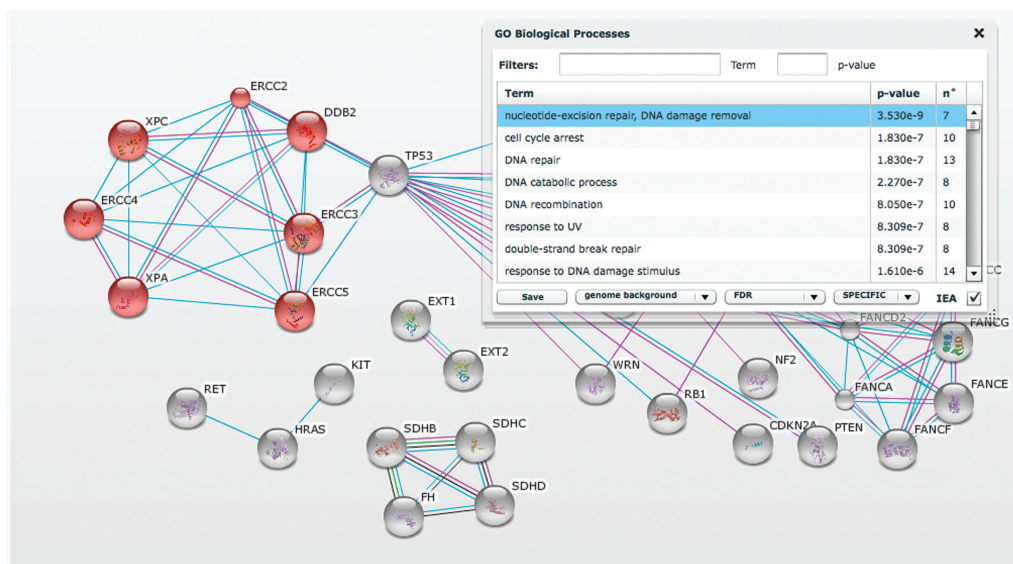 GO Biological Processes
Filters: Term p-value
Term p-value n°
nucleotide-excision repair, DNA damage removal 3.530e-9 7
cell cycle arrest 1.830e-7 10
DNA repair 1.830e-7 13
DNA catabolic process 2.270e-7 8
DNA recombination 8.050e-7 10
response to UV 8.309e-7 8
double-strand break repair 8.309e-7 8
response to DNA damage stimulus 1.610e-6 14
Save genome background FDR SPECIFIC IEA
ERCC2
DDB2
XPC
TP53
ERCC4
ERCC3
XPA
ERCC5
EXT1
EXT2
FANCD2
FANCG
KIT
WRN
NF2
RET
RB1
FANCA
FANCE
HRAS
SDHB
SDHC
CDKN2A
PTEN
FANCF
FH
SDHD